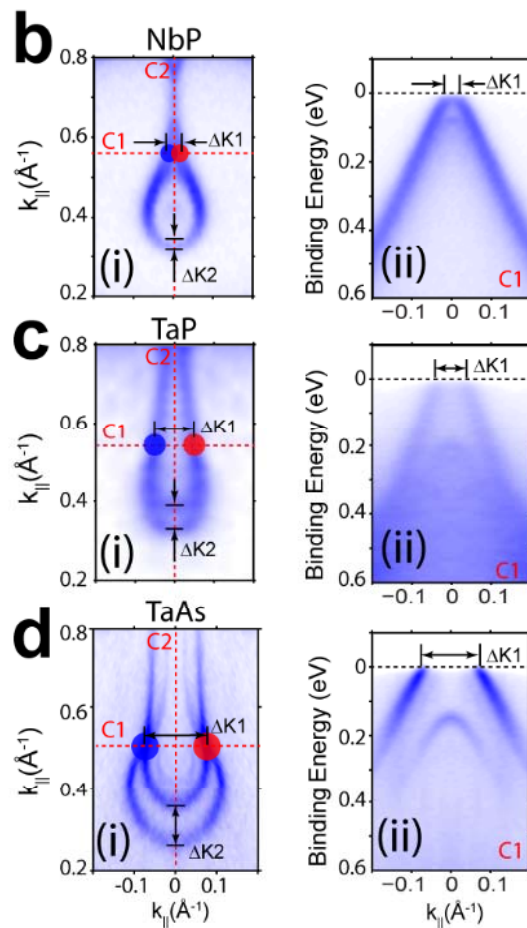 b
NbP
C2
C1
ΔK1
ΔK2
(i)
k||(Å-1)
0.8
0.6
0.4
0.2
ΔK1
Binding Energy (eV)
0
0.2
0.4
0.6
(ii)
C1
−0.1 0 0.1
c
TaP
C2
C1
ΔK1
ΔK2
(i)
k||(Å-1)
0.8
0.6
0.4
0.2
ΔK1
Binding Energy (eV)
0
0.2
0.4
0.6
(ii)
C1
−0.1 0 0.1
d
TaAs
C2
C1
ΔK1
ΔK2
(i)
k||(Å-1)
0.8
0.6
0.4
0.2
-0.1 0 0.1
k||(Å-1)
ΔK1
Binding Energy (eV)
0
0.2
0.4
0.6
(ii)
C1
−0.1 0 0.1
k||(Å-1)